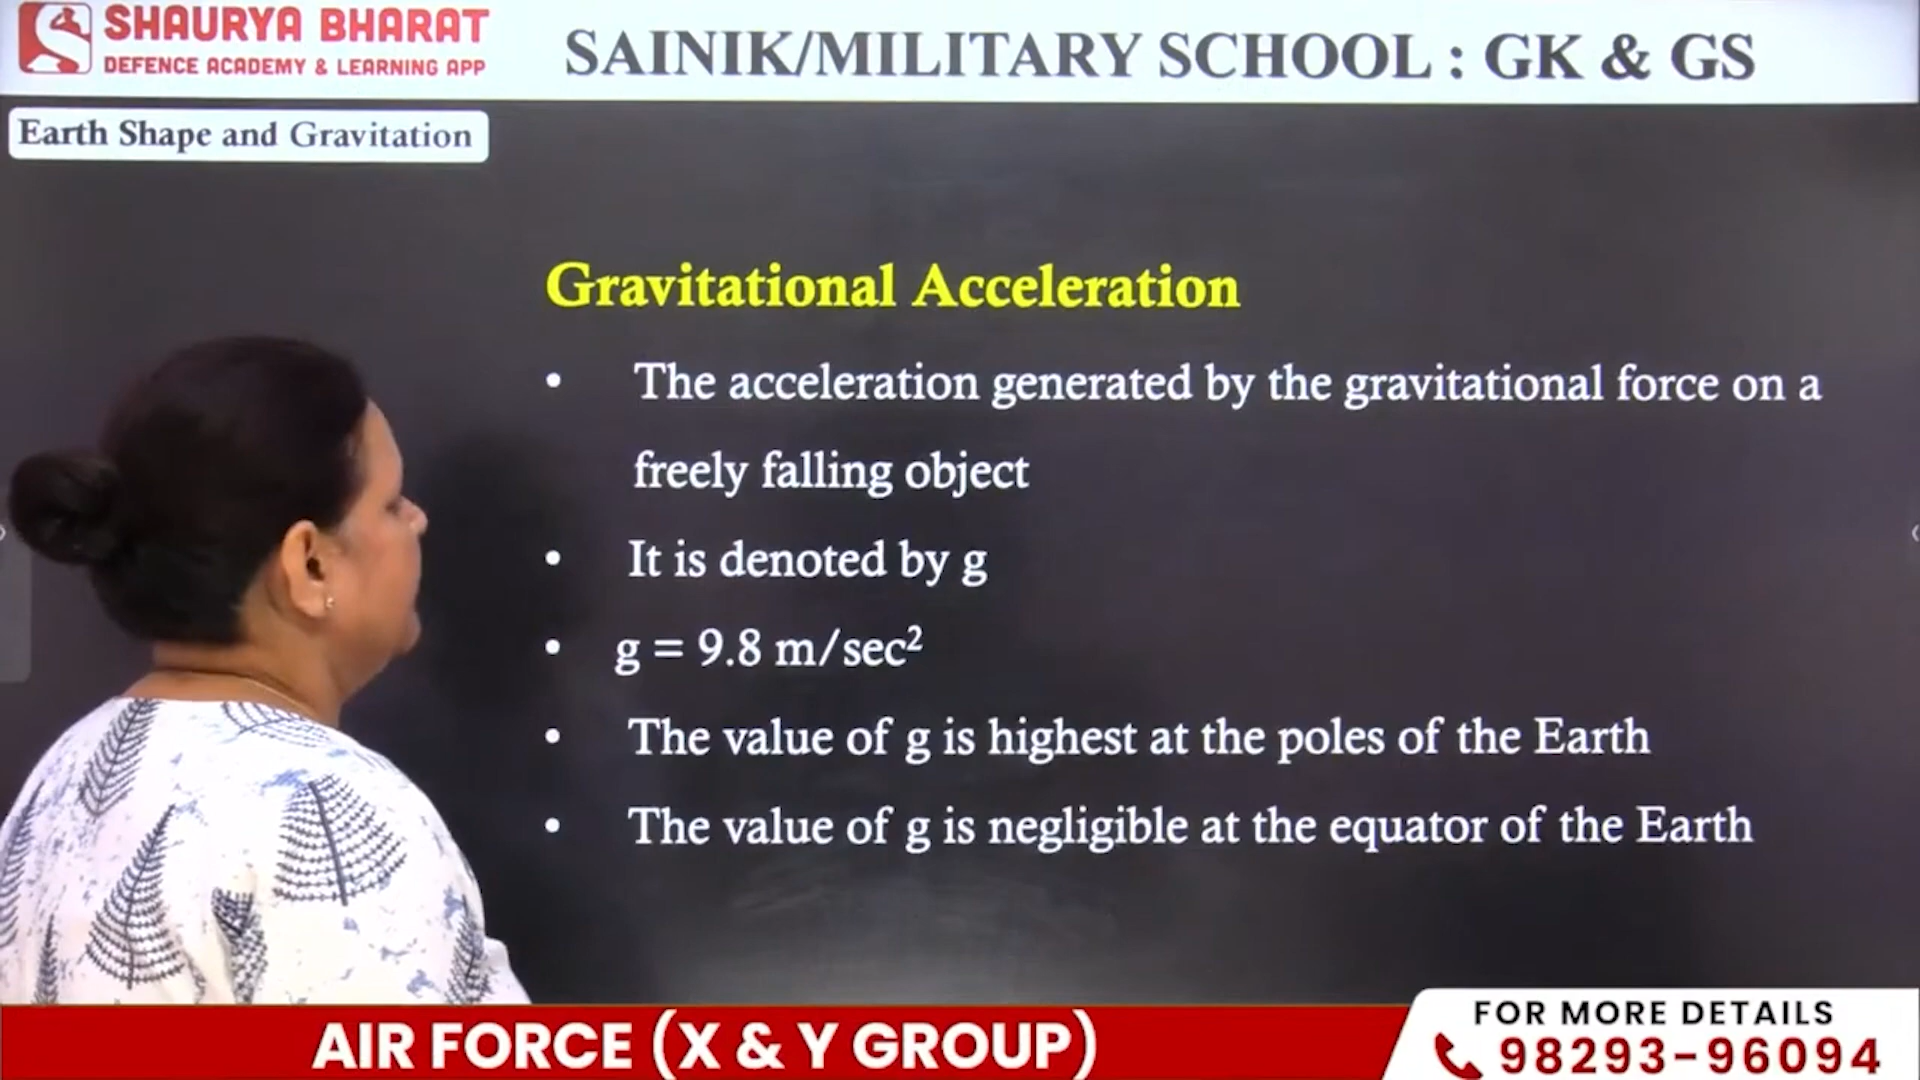 SHAURYA BHARAT
DEFENCE ACADEMY & LEARNING APP
SAINIK/MILITARY SCHOOL : GK & GS
Earth Shape and Gravitation
Gravitational Acceleration
• The acceleration generated by the gravitational force on a
freely falling object
• It is denoted by g
• g = 9.8 m/sec²
• The value of g is highest at the poles of the Earth
• The value of g is negligible at the equator of the Earth
AIR FORCE (X & Y GROUP)
FOR MORE DETAILS
98293-96094